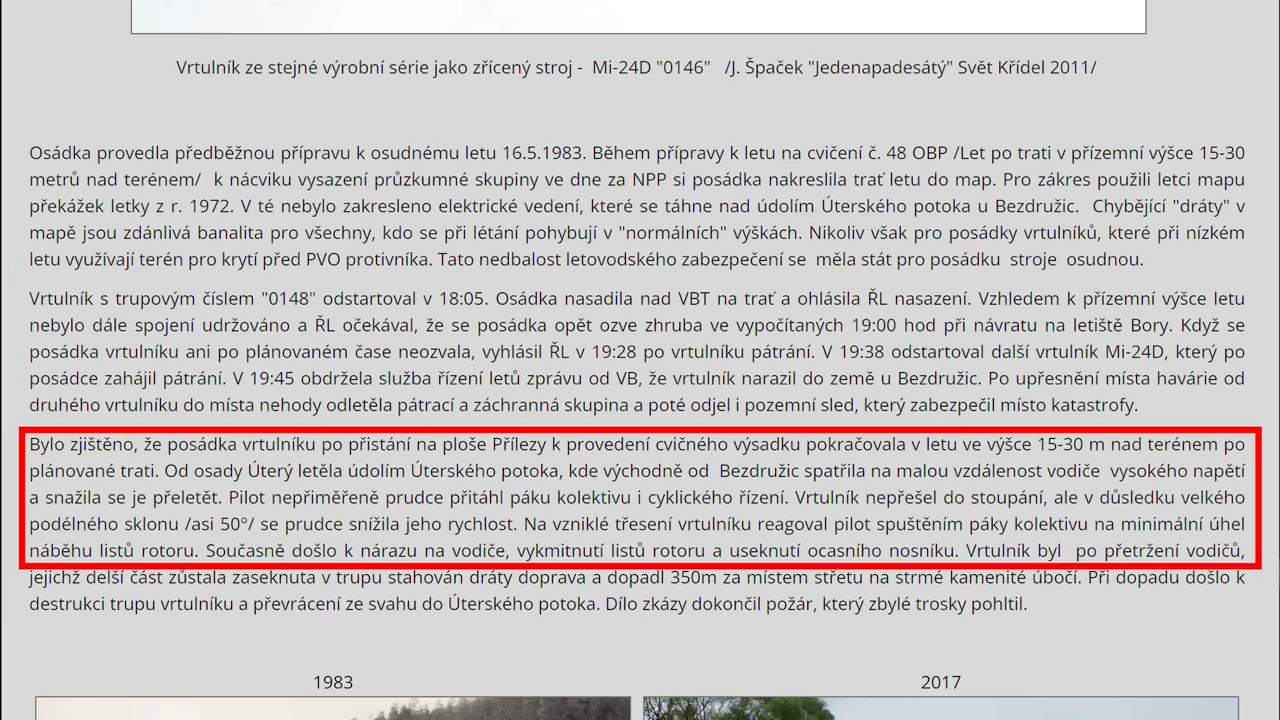 Vrtulník ze stejné výrobní série jako zřícený stroj - Mi-24D "0146" /J. Špaček "Jedenapadesátý" Svět Křídel 2011/
Osádka provedla předběžnou přípravu k osudnému letu 16.5.1983. Během přípravy k letu na cvičení č. 48 OBP /Let po trati v přízemní výšce 15-30
metrů nad terénem/ k nácviku vysazení průzkumné skupiny ve dne za NPP si posádka nakreslila trať letu do map. Pro zákres použili letci mapu
překážek letky z r. 1972. V té nebylo zakresleno elektrické vedení, které se táhne nad údolím Úterského potoka u Bezdružic. Chybějící "dráty" v
mapě jsou zdánlivá banalita pro všechny, kdo se při létání pohybují v "normálních" výškách. Nikoliv však pro posádky vrtulníků, které při nízkém
letu využívají terén pro krytí před PVO protivníka. Tato nedbalost letovodského zabezpečení se měla stát pro posádku stroje osudnou.
Vrtulník s trupovým číslem "0148" odstartoval v 18:05. Osádka nasadila nad VBT na trať a ohlásila ŘL nasazení. Vzhledem k přízemní výšce letu
nebylo dále spojení udržováno a ŘL očekával, že se posádka opět ozve zhruba ve vypočítaných 19:00 hod při návratu na letiště Bory. Když se
posádka vrtulníku ani po plánovaném čase neozvala, vyhlásil ŘL v 19:28 po vrtulníku pátrání. V 19:38 odstartoval další vrtulník Mi-24D, který po
posádce zahájil pátrání. V 19:45 obdržela služba řízení letů zprávu od VB, že vrtulník narazil do země u Bezdružic. Po upřesnění místa havárie od
druhého vrtulníku do místa nehody odletěla pátrací a záchranná skupina a poté odjel i pozemní sled, který zabezpečil místo katastrofy.
Bylo zjištěno, že posádka vrtulníku po přistání na ploše Přílezy k provedení cvičného výsadku pokračovala v letu ve výšce 15-30 m nad terénem po
plánované trati. Od osady Úterý letěla údolím Úterského potoka, kde východně od Bezdružic spatřila na malou vzdálenost vodiče vysokého napětí
a snažila se je přeletět. Pilot nepřiměřeně prudce přitáhl páku kolektivu i cyklického řízení. Vrtulník nepřešel do stoupání, ale v důsledku velkého
podélného sklonu /asi 50°/ se prudce snížila jeho rychlost. Na vzniklé třesení vrtulníku reagoval pilot spuštěním páky kolektivu na minimální úhel
náběhu listů rotoru. Současně došlo k nárazu na vodiče, vykmitnutí listů rotoru a useknutí ocasního nosníku. Vrtulník byl po přetržení vodičů,
jejichž delší část zůstala zaseknuta v trupu stahován dráty doprava a dopadl 350m za místem střetu na strmé kamenité úbočí. Při dopadu došlo k
destrukci trupu vrtulníku a převrácení ze svahu do Úterského potoka. Dílo zkázy dokončil požár, který zbylé trosky pohltil.
1983
2017